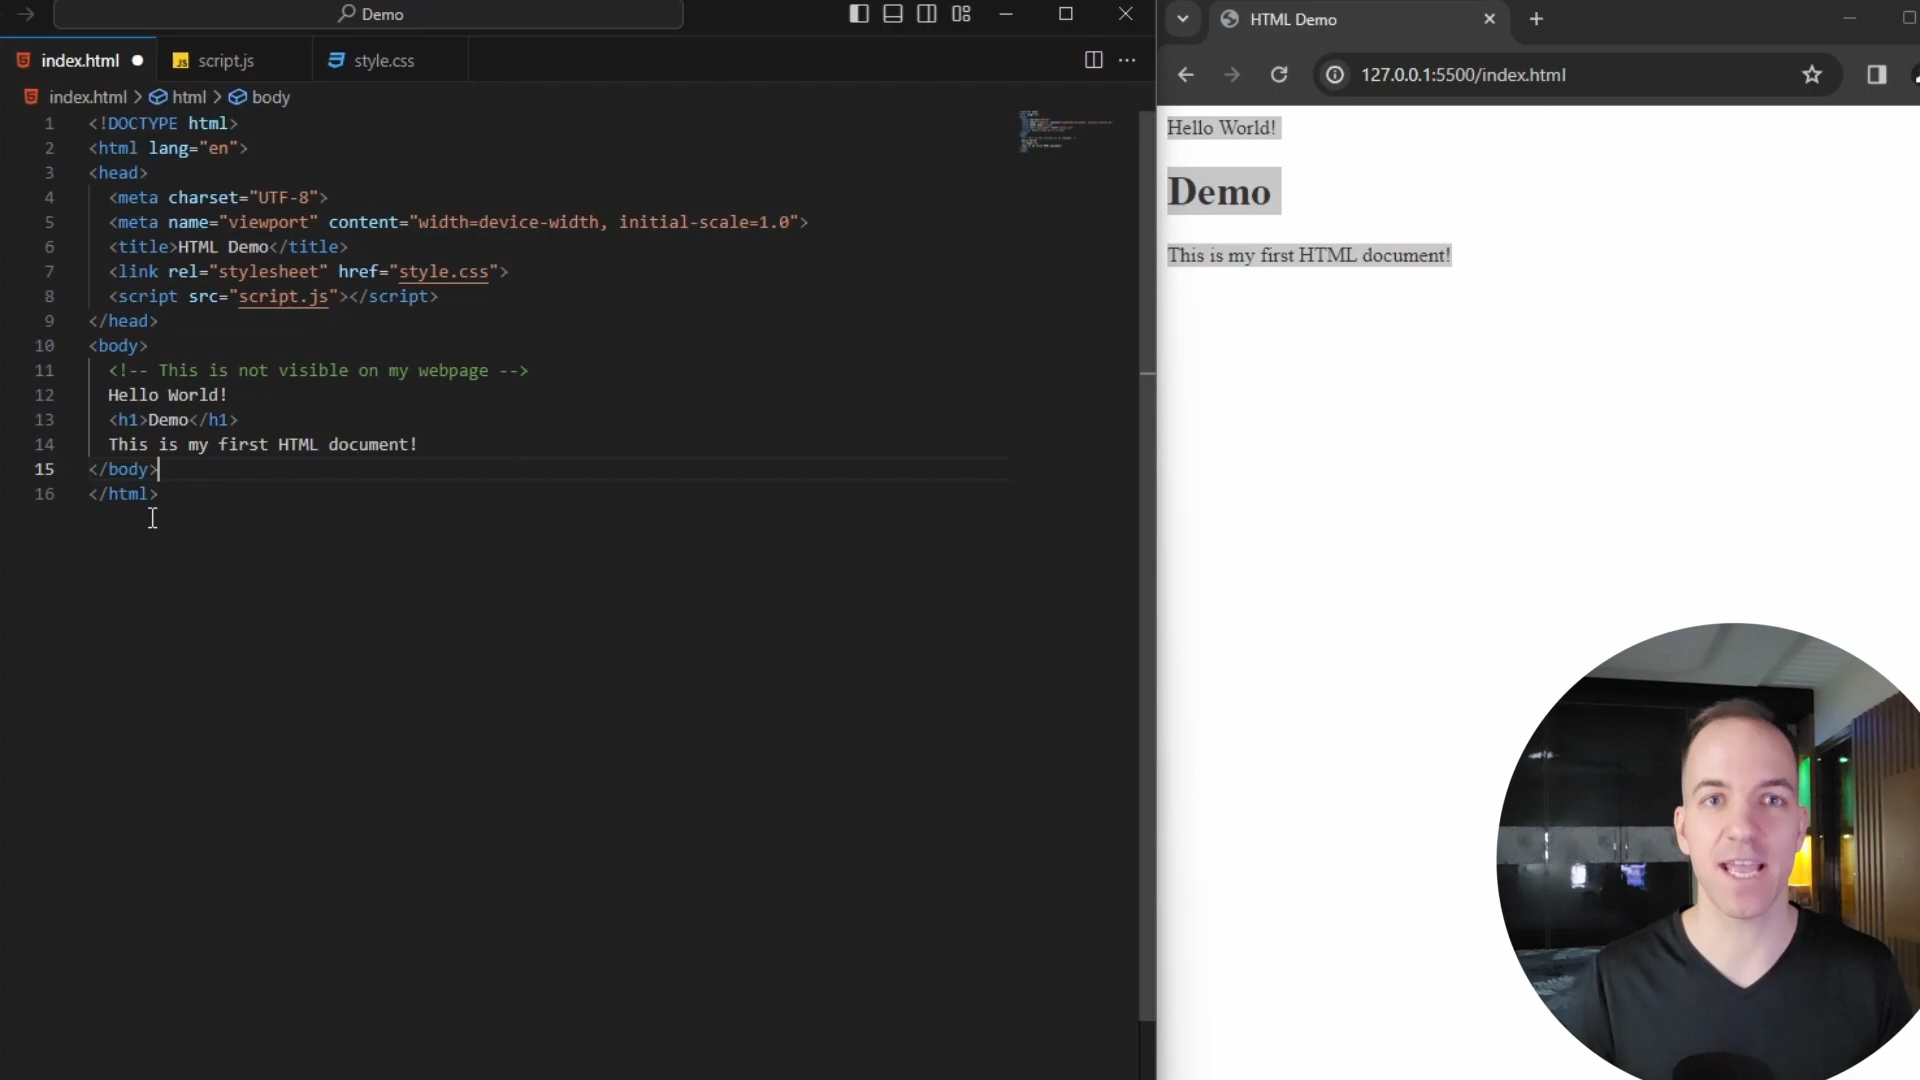 Demo
index.html
script.js
style.css
index.html > html > body
1 <!DOCTYPE html>
2 <html lang="en">
3 <head>
4 <meta charset="UTF-8">
5 <meta name="viewport" content="width=device-width, initial-scale=1.0">
6 <title>HTML Demo</title>
7 <link rel="stylesheet" href="style.css">
8 <script src="script.js"></script>
9 </head>
10 <body>
11 <!-- This is not visible on my webpage -->
12 Hello World!
13 <h1>Demo</h1>
14 This is my first HTML document!
15 </body>
16 </html>
HTML Demo
127.0.0.1:5500/index.html
Hello World!
Demo
This is my first HTML document!